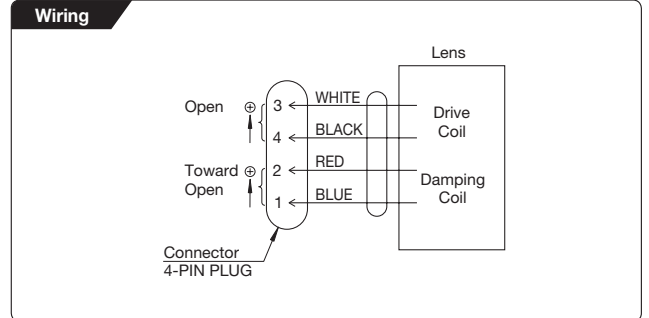 Wiring
Lens
Open ⊕ 3 WHITE Drive
4 BLACK Coil
Toward ⊕ 2 RED Damping
Open 1 BLUE Coil
Connector
4-PIN PLUG